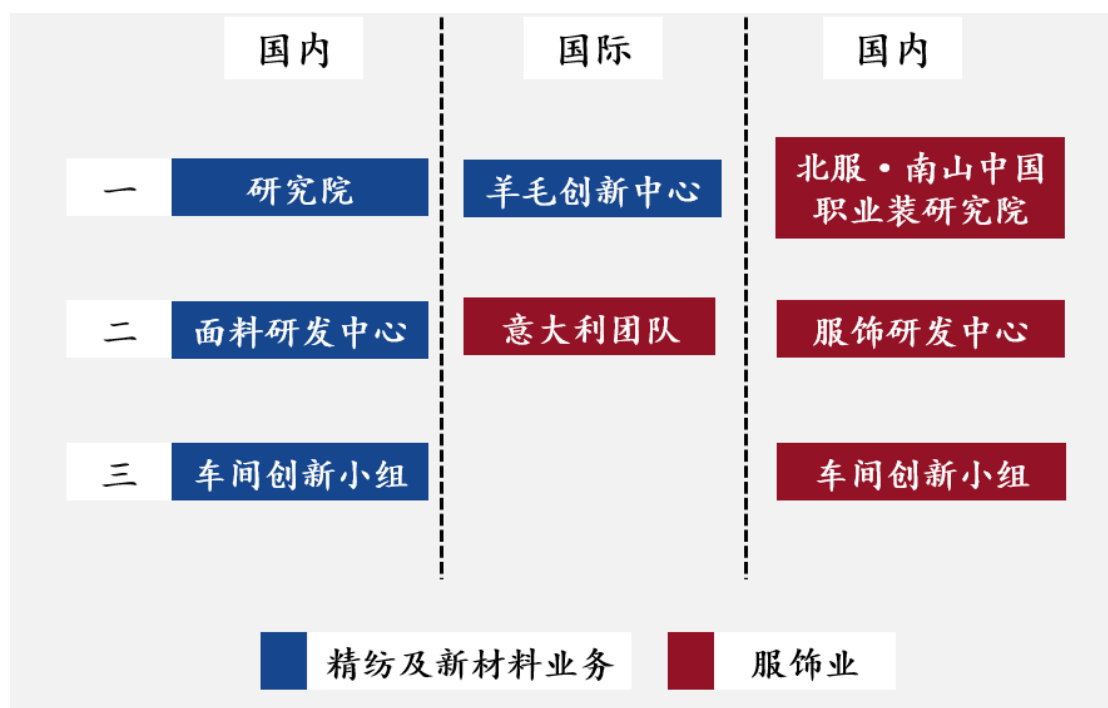 国内
国际
国内
一
研究院
羊毛创新中心
北服·南山中国
职业装研究院
二
面料研发中心
意大利团队
服饰研发中心
三
车间创新小组
车间创新小组
精纺及新材料业务
服饰业